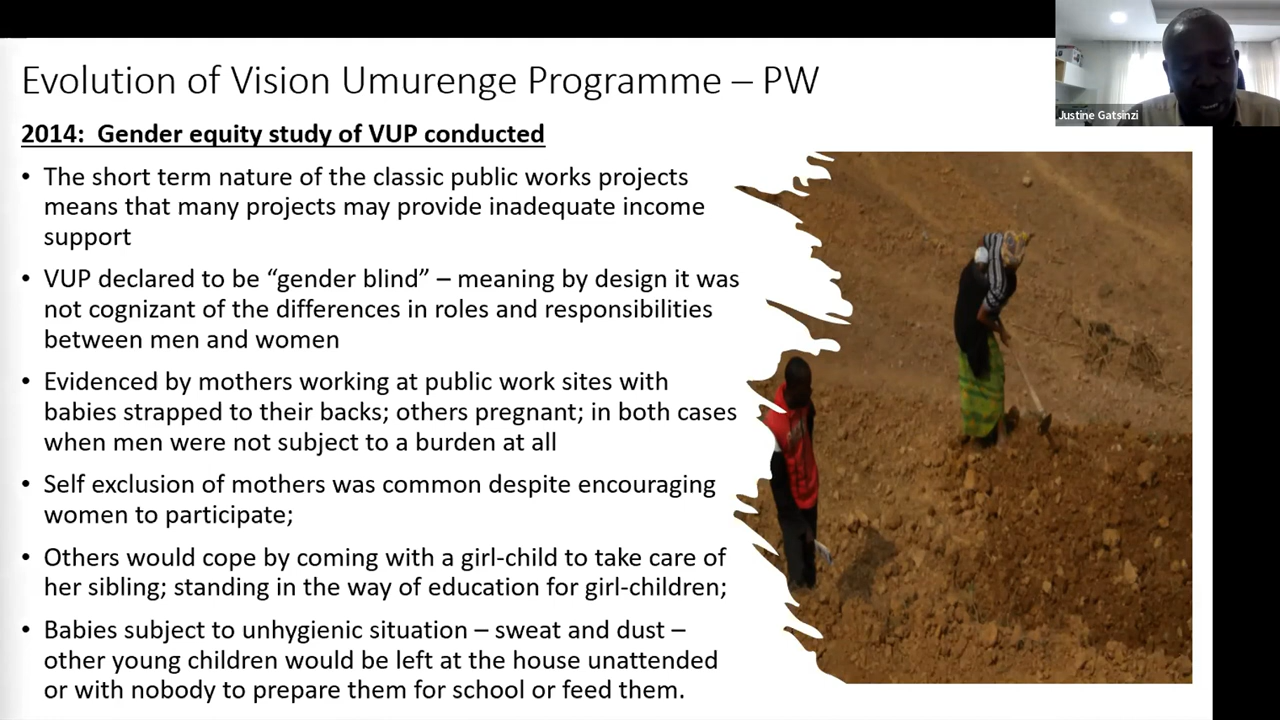 Evolution of Vision Umurenge Programme – PW
Justine Gatsinzi
2014:  Gender equity study of VUP conducted
• The short term nature of the classic public works projects
means that many projects may provide inadequate income
support
• VUP declared to be “gender blind” – meaning by design it was
not cognizant of the differences in roles and responsibilities
between men and women
• Evidenced by mothers working at public work sites with
babies strapped to their backs; others pregnant; in both cases
when men were not subject to a burden at all
• Self exclusion of mothers was common despite encouraging
women to participate;
• Others would cope by coming with a girl-child to take care of
her sibling; standing in the way of education for girl-children;
• Babies subject to unhygienic situation – sweat and dust –
other young children would be left at the house unattended
or with nobody to prepare them for school or feed them.